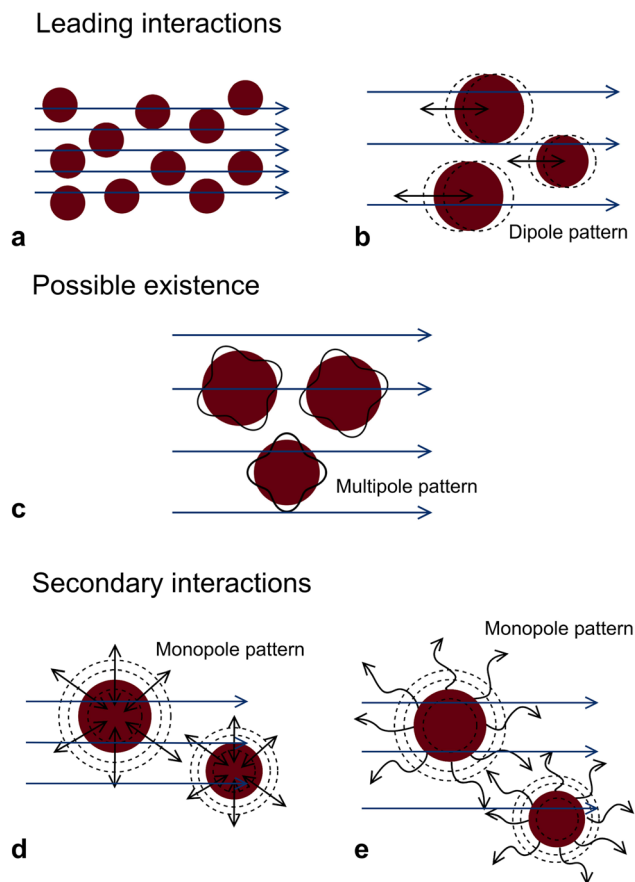 Leading interactions
a
b
Dipole pattern
Possible existence
Multipole pattern
c
Secondary interactions
Monopole pattern
Monopole pattern
d
e